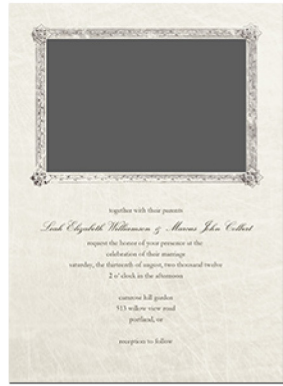 together with their parents
Leah Elizabeth Williamson & Marcus John Colbert
request the honor of your presence at the
celebration of their marriage
saturday, the thirteenth of august, two thousand twelve
2 o' clock in the afternoon
camrose hill garden
913 willow view road
portland, or
reception to follow